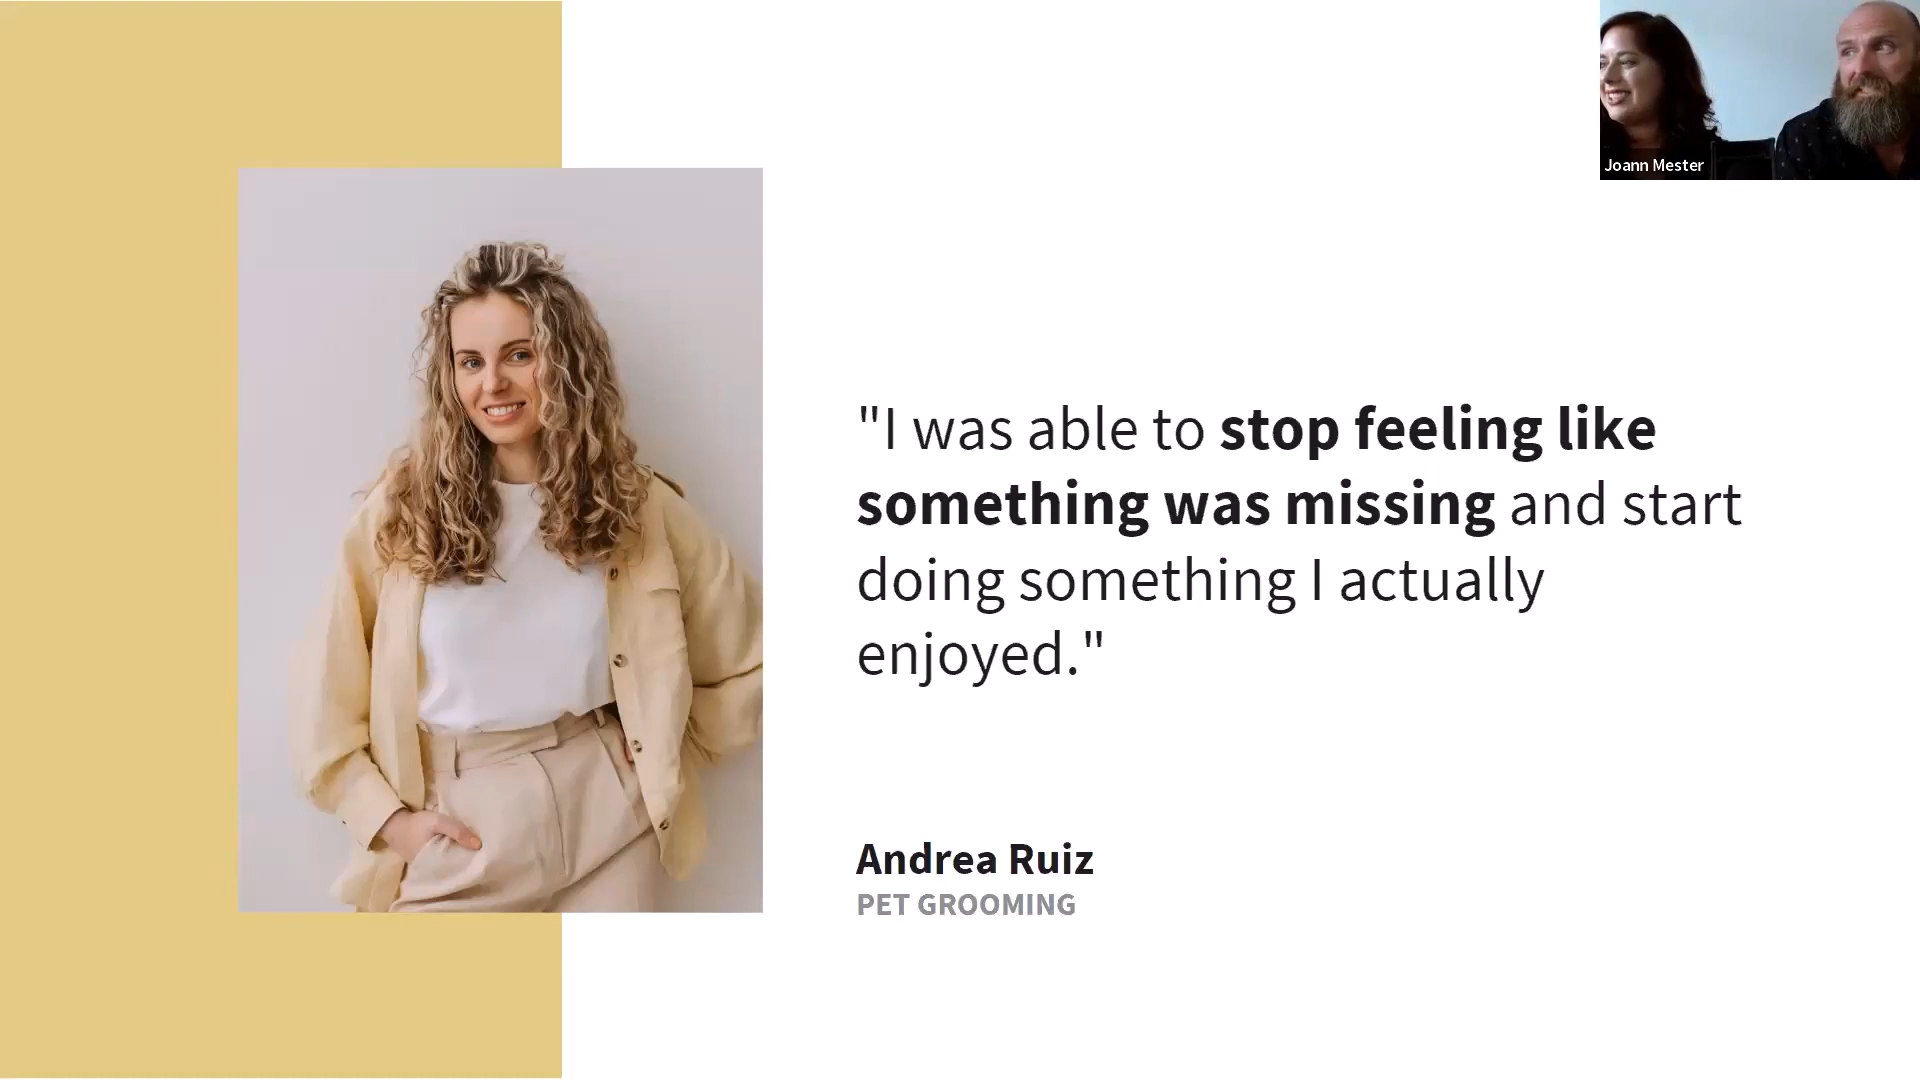 Joann Mester
"I was able to stop feeling like
something was missing and start
doing something I actually
enjoyed."
Andrea Ruiz
PET GROOMING